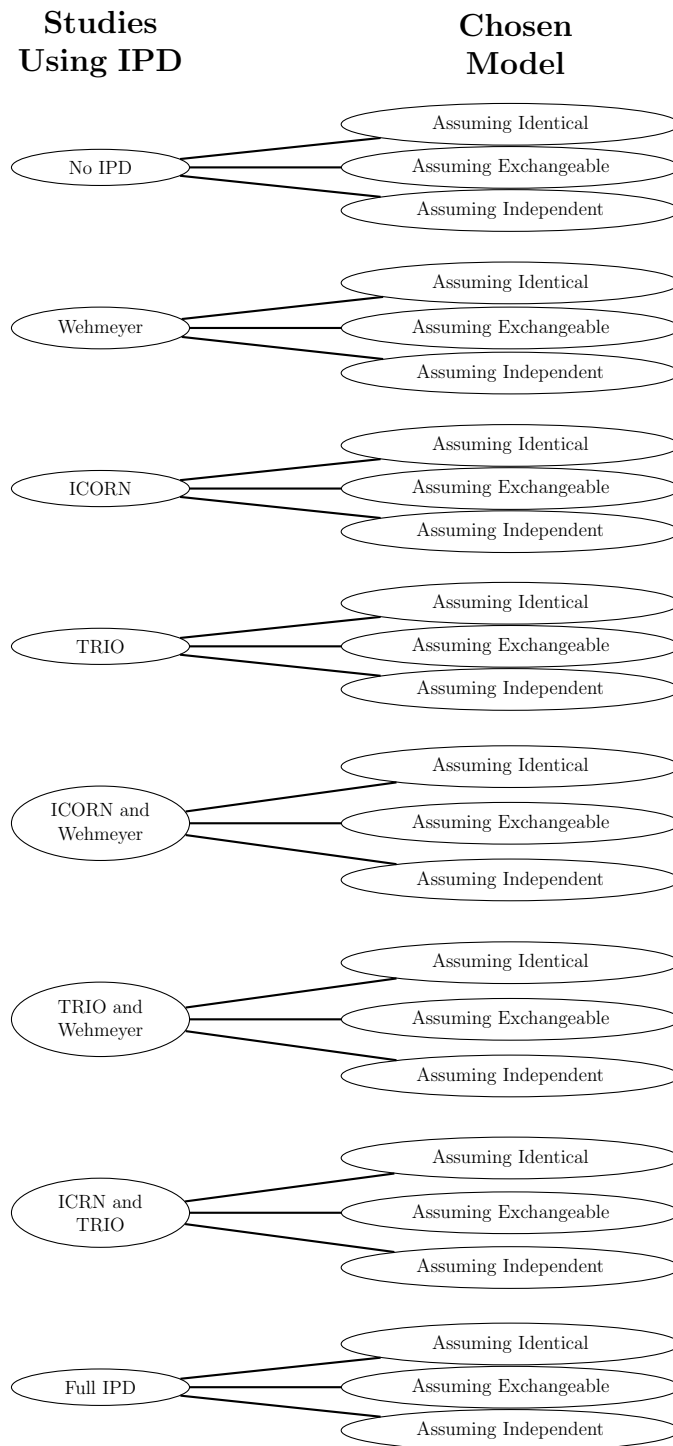 Studies
Using IPD
Chosen
Model
No IPD
Assuming Identical
Assuming Exchangeable
Assuming Independent
Wehmeyer
Assuming Identical
Assuming Exchangeable
Assuming Independent
ICORN
Assuming Identical
Assuming Exchangeable
Assuming Independent
TRIO
Assuming Identical
Assuming Exchangeable
Assuming Independent
ICORN and
Wehmeyer
Assuming Identical
Assuming Exchangeable
Assuming Independent
TRIO and
Wehmeyer
Assuming Identical
Assuming Exchangeable
Assuming Independent
ICRN and
TRIO
Assuming Identical
Assuming Exchangeable
Assuming Independent
Full IPD
Assuming Identical
Assuming Exchangeable
Assuming Independent